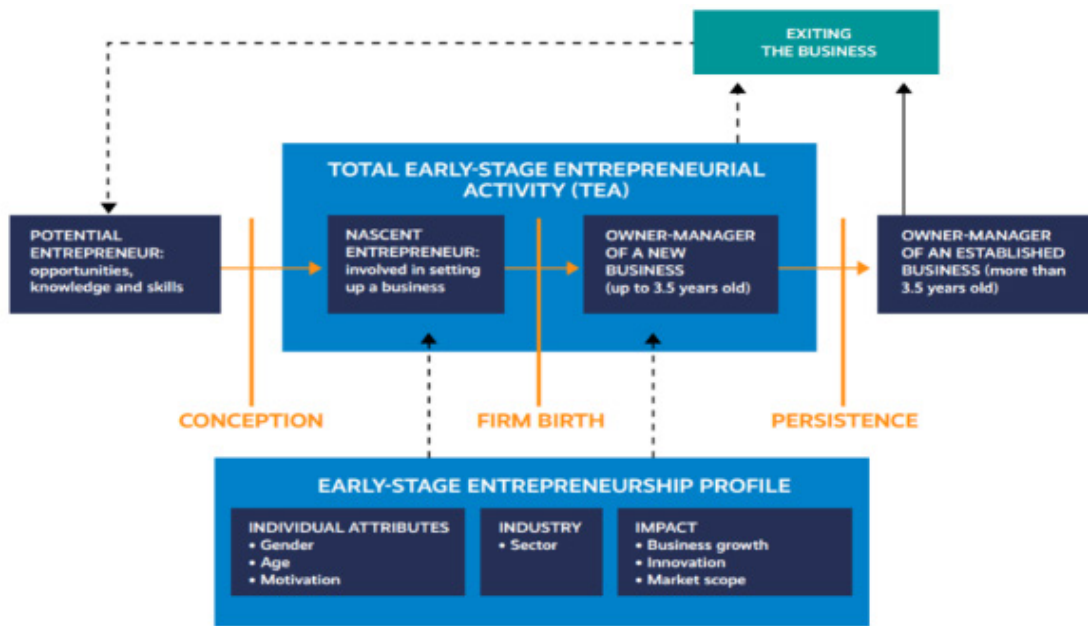 EXITING
THE BUSINESS
TOTAL EARLY-STAGE ENTREPRENEURIAL
ACTIVITY (TEA)
POTENTIAL
ENTREPRENEUR:
opportunities,
knowledge and skills
NASCENT
ENTREPRENEUR:
involved in setting
up a business
OWNER-MANAGER
OF A NEW
BUSINESS
(up to 3.5 years old)
OWNER-MANAGER
OF AN ESTABLISHED
BUSINESS (more than
3.5 years old)
CONCEPTION
FIRM BIRTH
PERSISTENCE
EARLY-STAGE ENTREPRENEURSHIP PROFILE
INDIVIDUAL ATTRIBUTES
• Gender
• Age
• Motivation
INDUSTRY
• Sector
IMPACT
• Business growth
• Innovation
• Market scope